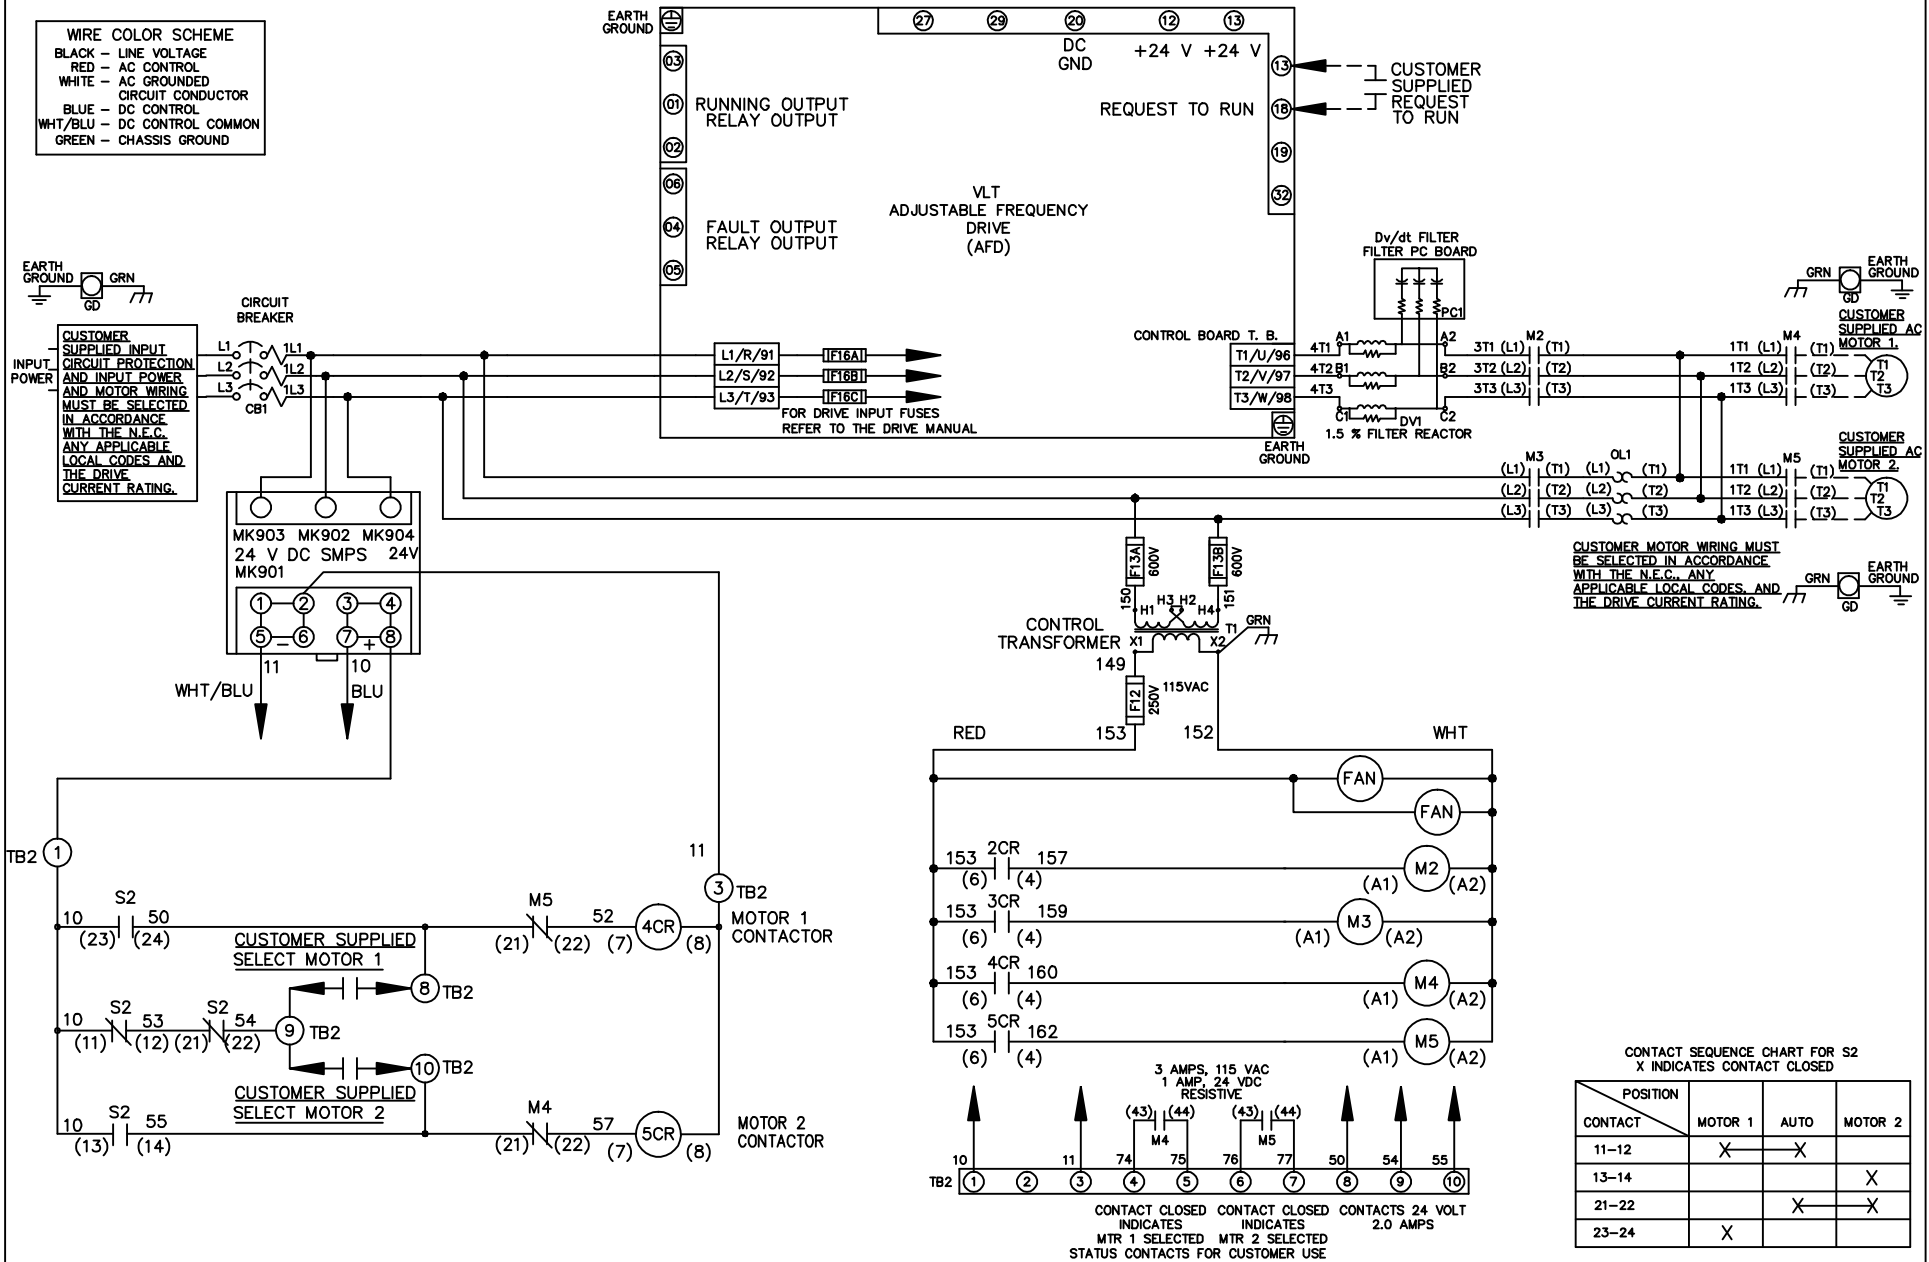 WIRE COLOR SCHEME
BLACK – LINE VOLTAGE
RED – AC CONTROL
WHITE – AC GROUNDED
CIRCUIT CONDUCTOR
BLUE – DC CONTROL
WHT/BLU – DC CONTROL COMMON
GREEN – CHASSIS GROUND
EARTH
GROUND
27 29 20 12 13
DC
GND
+24 V +24 V
03
01
02
RUNNING OUTPUT
RELAY OUTPUT
06
04
05
FAULT OUTPUT
RELAY OUTPUT
VLT
ADJUSTABLE FREQUENCY
DRIVE
(AFD)
REQUEST TO RUN
13
18
19
32
CUSTOMER
SUPPLIED
REQUEST
TO RUN
EARTH
GROUND
GRN
GD
CUSTOMER
SUPPLIED INPUT
CIRCUIT PROTECTION
AND INPUT POWER
AND MOTOR WIRING
MUST BE SELECTED
IN ACCORDANCE
WITH THE N.E.C.
ANY APPLICABLE
LOCAL CODES AND
THE DRIVE
CURRENT RATING.
INPUT
POWER
CIRCUIT
BREAKER
L1 1L1
L2 1L2
L3 1L3
CB1
L1/R/91 F16A
L2/S/92 F16B
L3/T/93 F16C
FOR DRIVE INPUT FUSES
REFER TO THE DRIVE MANUAL
CONTROL BOARD T. B.
T1/U/96 4T1
T2/V/97 4T2
T3/W/98 4T3
EARTH
GROUND
Dv/dt FILTER
FILTER PC BOARD
PC1
A1 A2
B1 B2
C1 C2
DV1
1.5 % FILTER REACTOR
M2
3T1 (L1) (T1)
3T2 (L2) (T2)
3T3 (L3) (T3)
M4
1T1 (L1) (T1)
1T2 (L2) (T2)
1T3 (L3) (T3)
GRN
GD
EARTH
GROUND
CUSTOMER
SUPPLIED AC
MOTOR 1.
T1
T2
T3
M3 OL1
(L1) (T1) (L1) (T1)
(L2) (T2) (L2) (T2)
(L3) (T3) (L3) (T3)
M5
1T1 (L1) (T1)
1T2 (L2) (T2)
1T3 (L3) (T3)
CUSTOMER
SUPPLIED AC
MOTOR 2.
T1
T2
T3
CUSTOMER MOTOR WIRING MUST
BE SELECTED IN ACCORDANCE
WITH THE N.E.C., ANY
APPLICABLE LOCAL CODES, AND
THE DRIVE CURRENT RATING.
GRN
GD
EARTH
GROUND
MK903 MK902 MK904
24 V DC SMPS 24V
MK901
1 2 3 4
5 – 6 7 + 8
11 10
WHT/BLU BLU
F13A
600V
F13B
600V
150 151
H1 H3 H2 H4
CONTROL
TRANSFORMER
X1 X2 T1 GRN
149
F12
250V
115VAC
153 152
RED WHT
FAN
FAN
153 2CR 157 M2
(6) (4) (A1) (A2)
153 3CR 159 M3
(6) (4) (A1) (A2)
153 4CR 160 M4
(6) (4) (A1) (A2)
153 5CR 162 M5
(6) (4) (A1) (A2)
TB2 1
11
3 TB2
S2 M5
10 50 52 4CR
(23) (24) (21) (22) (7) (8)
MOTOR 1
CONTACTOR
CUSTOMER SUPPLIED
SELECT MOTOR 1
8 TB2
S2 S2
10 53 54 9 TB2
(11) (12) (21) (22)
10 TB2
CUSTOMER SUPPLIED
SELECT MOTOR 2
S2 M4
10 55 57 5CR
(13) (14) (21) (22) (7) (8)
MOTOR 2
CONTACTOR
3 AMPS, 115 VAC
1 AMP, 24 VDC
RESISTIVE
(43) (44) (43) (44)
M4 M5
10 11 74 75 76 77 50 54 55
TB2 1 2 3 4 5 6 7 8 9 10
CONTACT CLOSED
INDICATES
MTR 1 SELECTED
CONTACT CLOSED
INDICATES
MTR 2 SELECTED
CONTACTS 24 VOLT
2.0 AMPS
STATUS CONTACTS FOR CUSTOMER USE
CONTACT SEQUENCE CHART FOR S2
X INDICATES CONTACT CLOSED
POSITION
CONTACT MOTOR 1 AUTO MOTOR 2
11–12 X X
13–14 X
21–22 X X
23–24 X